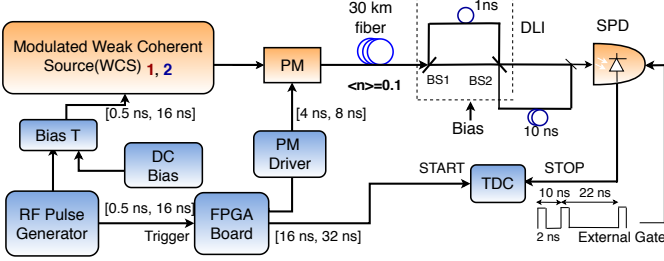 30 km
fiber
1ns
DLI
SPD
Modulated Weak Coherent
Source(WCS) 1, 2
PM
<n>=0.1
BS1
BS2
[0.5 ns, 16 ns]
[4 ns, 8 ns]
Bias
10 ns
Bias T
DC
Bias
PM
Driver
START
STOP
TDC
RF Pulse
Generator
[0.5 ns, 16 ns]
Trigger
FPGA
Board
[16 ns, 32 ns]
10 ns
22 ns
2 ns
External Gate